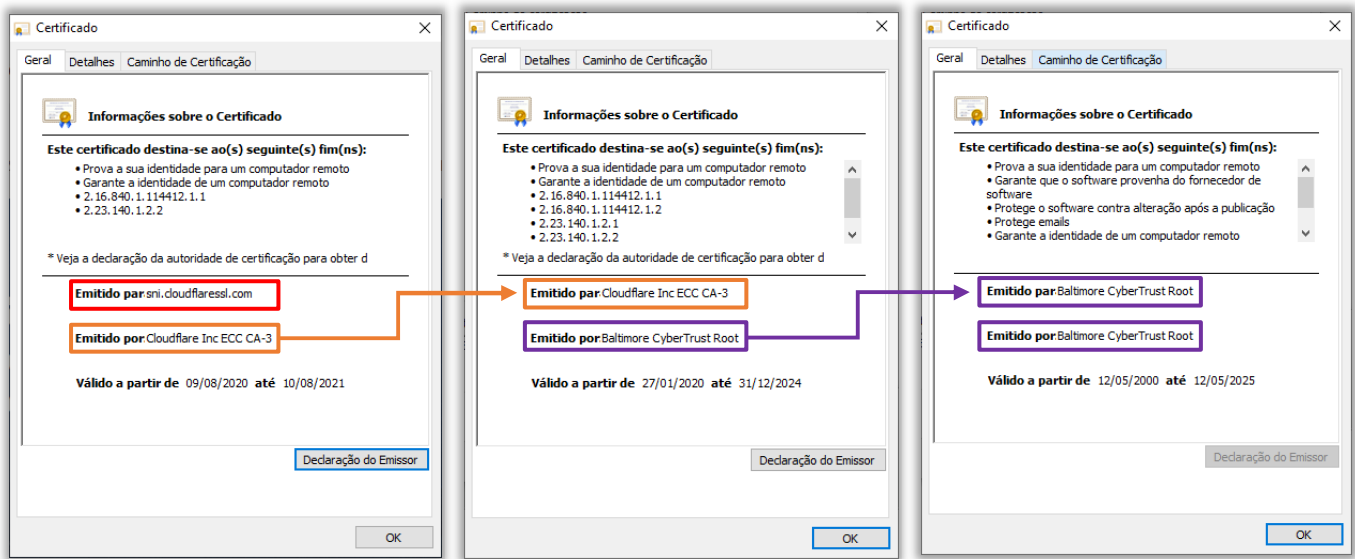 Certificado
Geral Detalhes Caminho de Certificação
Informações sobre o Certificado
Este certificado destina-se ao(s) seguinte(s) fim(ns):
• Prova a sua identidade para um computador remoto
• Garante a identidade de um computador remoto
• 2.16.840.1.114412.1.1
• 2.23.140.1.2.2
* Veja a declaração da autoridade de certificação para obter d
Emitido par sni.cloudflaressl.com
Emitido por Cloudflare Inc ECC CA-3
Válido a partir de 09/08/2020 até 10/08/2021
Declaração do Emissor
OK
Certificado
Geral Detalhes Caminho de Certificação
Informações sobre o Certificado
Este certificado destina-se ao(s) seguinte(s) fim(ns):
• Prova a sua identidade para um computador remoto
• Garante a identidade de um computador remoto
• 2.16.840.1.114412.1.1
• 2.16.840.1.114412.1.2
• 2.23.140.1.2.1
• 2.23.140.1.2.2
* Veja a declaração da autoridade de certificação para obter d
Emitido par Cloudflare Inc ECC CA-3
Emitido por Baltimore CyberTrust Root
Válido a partir de 27/01/2020 até 31/12/2024
Declaração do Emissor
OK
Certificado
Geral Detalhes Caminho de Certificação
Informações sobre o Certificado
Este certificado destina-se ao(s) seguinte(s) fim(ns):
• Prova a sua identidade para um computador remoto
• Garante que o software provenha do fornecedor de
software
• Protege o software contra alteração após a publicação
• Protege emails
• Garante a identidade de um computador remoto
Emitido par Baltimore CyberTrust Root
Emitido por Baltimore CyberTrust Root
Válido a partir de 12/05/2000 até 12/05/2025
Declaração do Emissor
OK